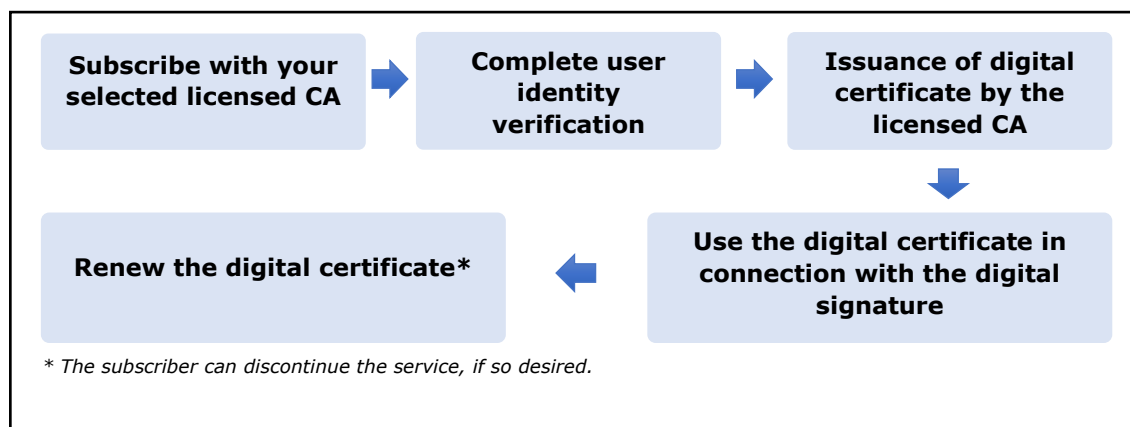 Subscribe with your
selected licensed CA
Complete user
identity
verification
Issuance of digital
certificate by the
licensed CA
Use the digital certificate in
connection with the digital
signature
Renew the digital certificate*
* The subscriber can discontinue the service, if so desired.